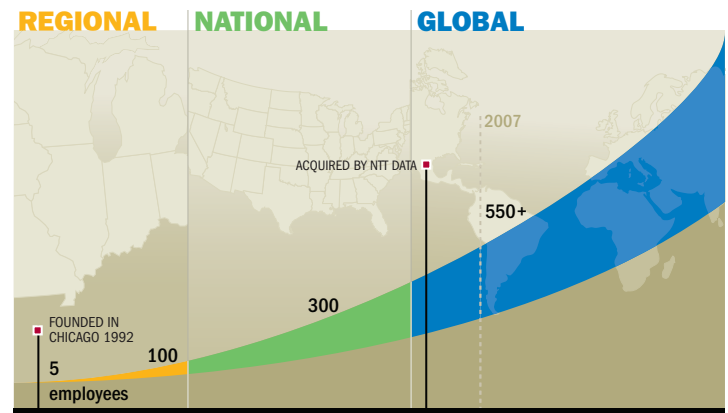 REGIONAL
NATIONAL
GLOBAL
2007
ACQUIRED BY NTT DATA
550+
300
FOUNDED IN
CHICAGO 1992
100
5
employees